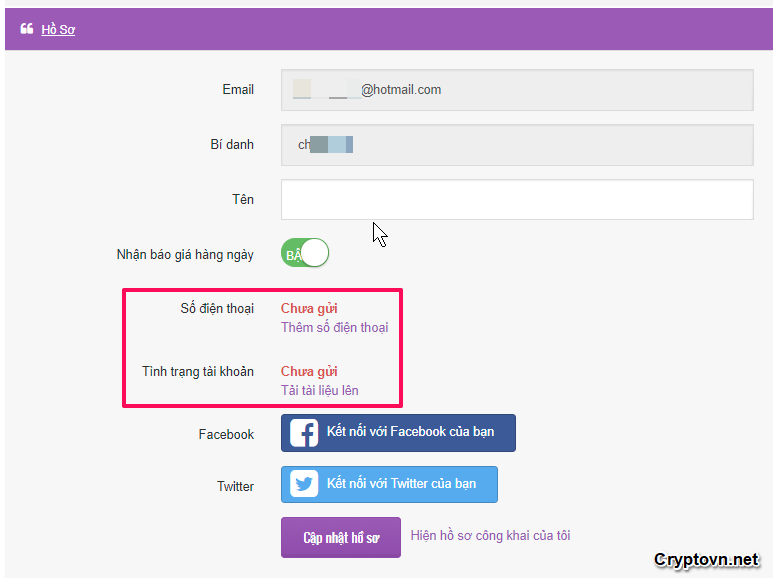 Hồ Sơ
Email @hotmail.com
Bí danh ch
Tên
Nhận báo giá hàng ngày BẬ
Số điện thoại Chưa gửi
Thêm số điện thoại
Tình trạng tài khoản Chưa gửi
Tải tài liệu lên
Facebook Kết nối với Facebook của bạn
Twitter Kết nối với Twitter của bạn
Cập nhật hồ sơ Hiện hồ sơ công khai của tôi
Cryptovn.net